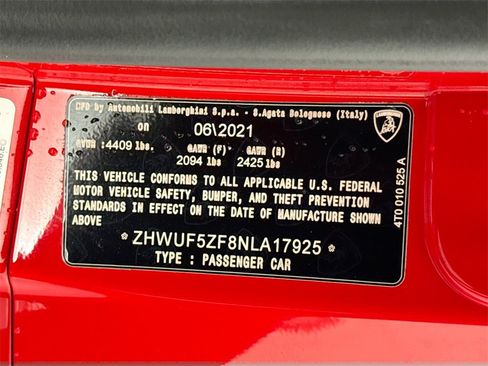 MFD by Automobili Lamborghini S.p.a. - S.Agata Bolognese (Italy)
on 06\2021
GVWR :4409 lbs. GAWR (F) GAWR (R)
2094 lbs 2425 lbs
THIS VEHICLE CONFORMS TO ALL APPLICABLE U.S. FEDERAL
MOTOR VEHICLE SAFETY, BUMPER, AND THEFT PREVENTION
STANDARDS IN EFFECT ON THE DATE OF MANUFACTURE SHOWN
ABOVE
*ZHWUF5ZF8NLA17925*
TYPE : PASSENGER CAR
LAMBORGHINI
4T0 010 525 A